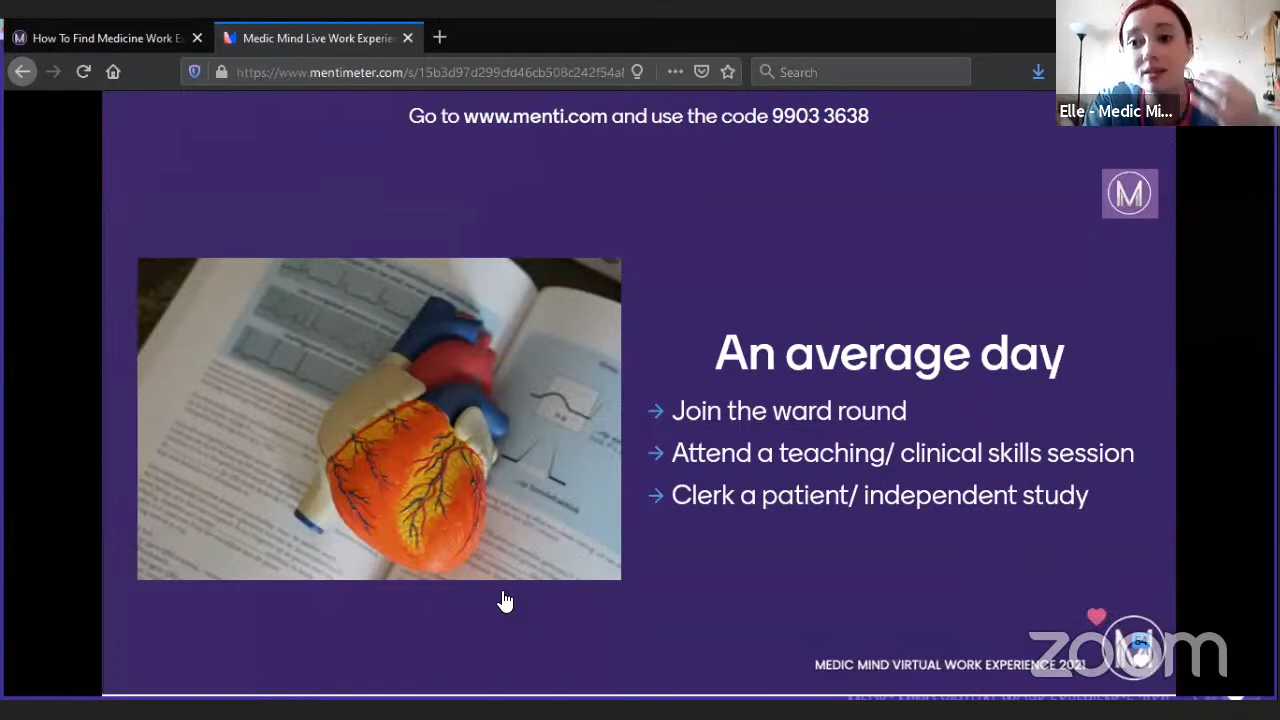 How To Find Medicine Work E
Medic Mind Live Work Experie
https://www.mentimeter.com/s/15b3d97d299cfd46cb508c242f54a8
Search
Elle - Medic Mi...
Go to www.menti.com and use the code 9903 3638
M
An average day
→ Join the ward round
→ Attend a teaching/ clinical skills session
→ Clerk a patient/ independent study
54
zoom
MEDIC MIND VIRTUAL WORK EXPERIENCE 2021